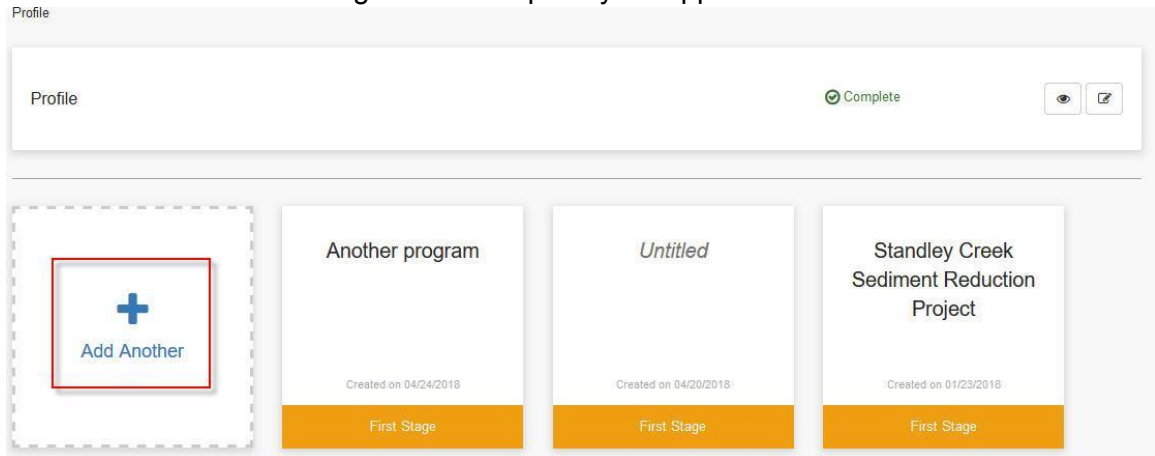 Profile
Profile
Complete
Add Another
Another program
Created on 04/24/2018
First Stage
Untitled
Created on 04/20/2018
First Stage
Standley Creek
Sediment Reduction
Project
Created on 01/23/2018
First Stage